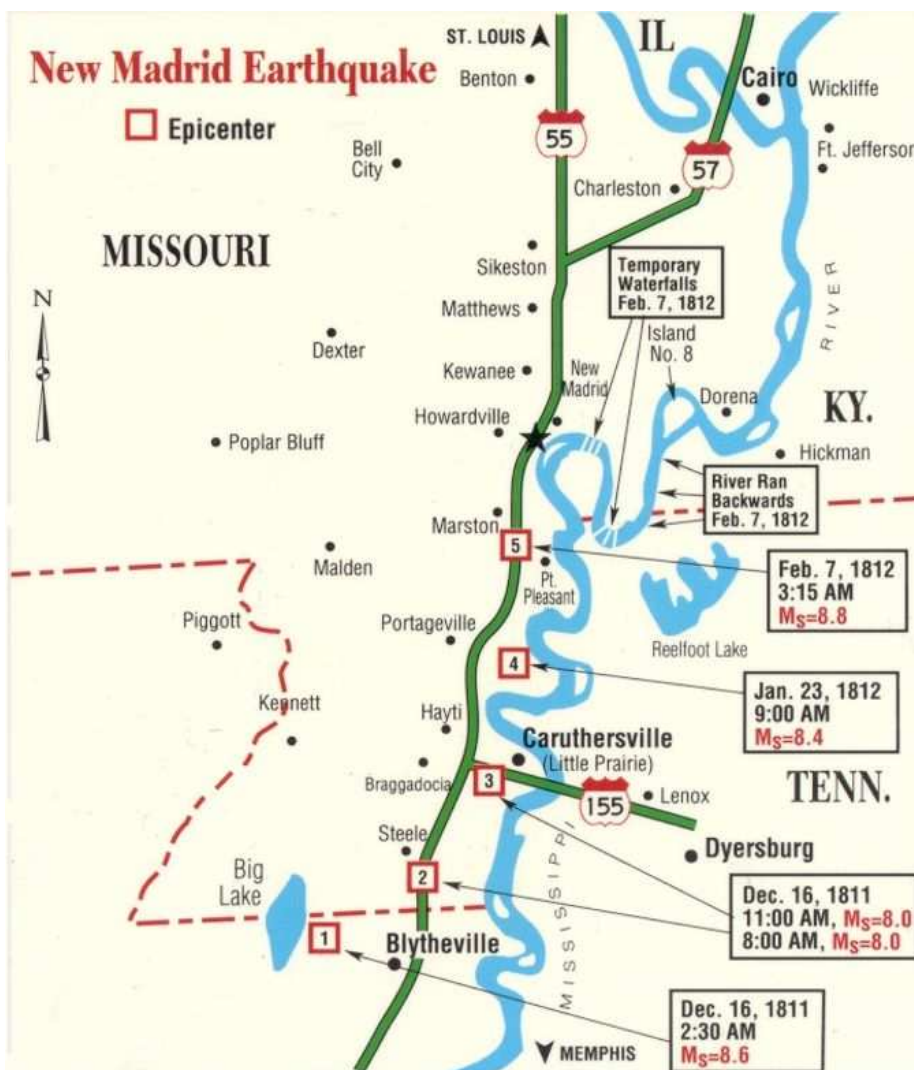 New Madrid Earthquake
Epicenter
ST. LOUIS
IL
Benton
Cairo
Wickliffe
55
57
Ft. Jefferson
Bell
City
Charleston
MISSOURI
Sikeston
Temporary
Waterfalls
Feb. 7, 1812
RIVER
N
Matthews
Island
No. 8
Dexter
Kewanee
New
Madrid
Dorena
KY.
Howardville
Poplar Bluff
Hickman
River Ran
Backwards
Feb. 7, 1812
Marston
5
Malden
Pt.
Pleasant
Feb. 7, 1812
3:15 AM
MS=8.8
Piggott
Portageville
Reelfoot Lake
4
Jan. 23, 1812
9:00 AM
MS=8.4
Kennett
Hayti
Caruthersville
(Little Prairie)
Braggadocia
3
155
Lenox
TENN.
Steele
Dyersburg
2
Big
Lake
MISSISSIPPI
Dec. 16, 1811
11:00 AM, MS=8.0
8:00 AM, MS=8.0
1
Blytheville
Dec. 16, 1811
2:30 AM
MS=8.6
MEMPHIS